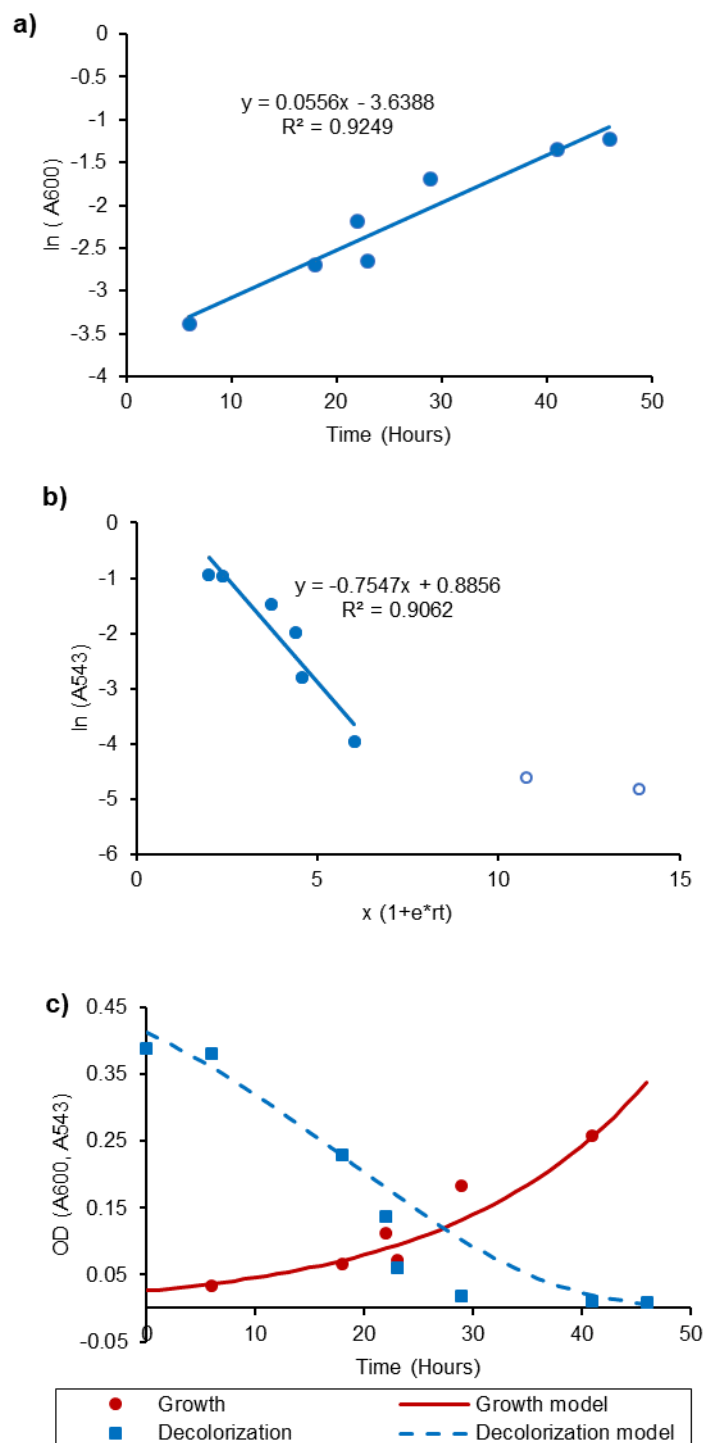 a)
0
-0.5
-1
-1.5
-2
-2.5
-3
-3.5
-4
ln ( A600)
y = 0.0556x - 3.6388
R² = 0.9249
0 10 20 30 40 50
Time (Hours)
b)
0
-1
-2
-3
-4
-5
-6
ln (A543)
y = -0.7547x + 0.8856
R² = 0.9062
0 5 10 15
x (1+e*rt)
c)
0.45
0.35
0.25
0.15
0.05
-0.05
OD (A600, A543)
0 10 20 30 40 50
Time (Hours)
Growth Growth model
Decolorization Decolorization model